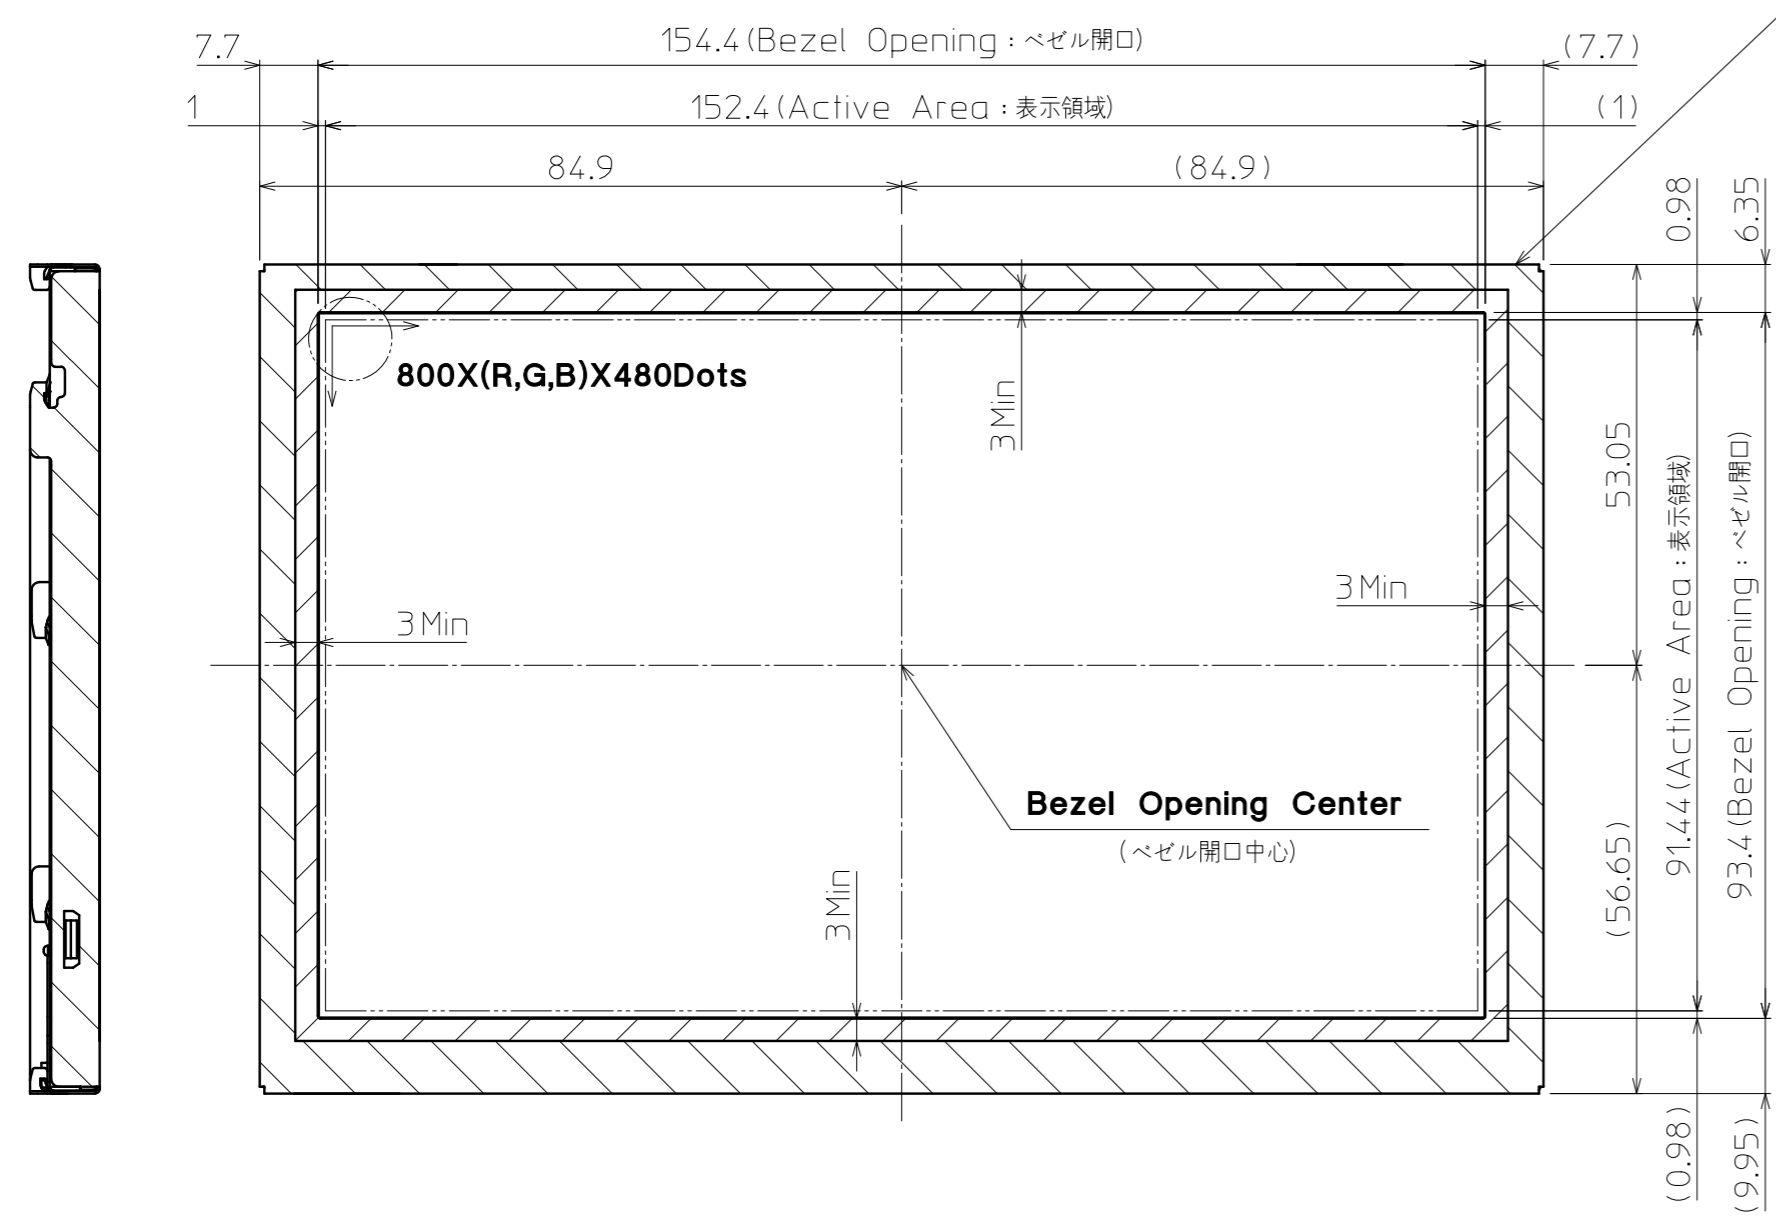 7.7
154.4(Bezel Opening：ベゼル開口)
(7.7)
1
152.4(Active Area：表示領域)
(1)
84.9
(84.9)
0.98
6.35
800X(R,G,B)X480Dots
3Min
53.05
91.44(Active Area：表示領域)
93.4(Bezel Opening：ベゼル開口)
3Min
3Min
Bezel Opening Center
(ベゼル開口中心)
3Min
(56.65)
(0.98)
(9.95)